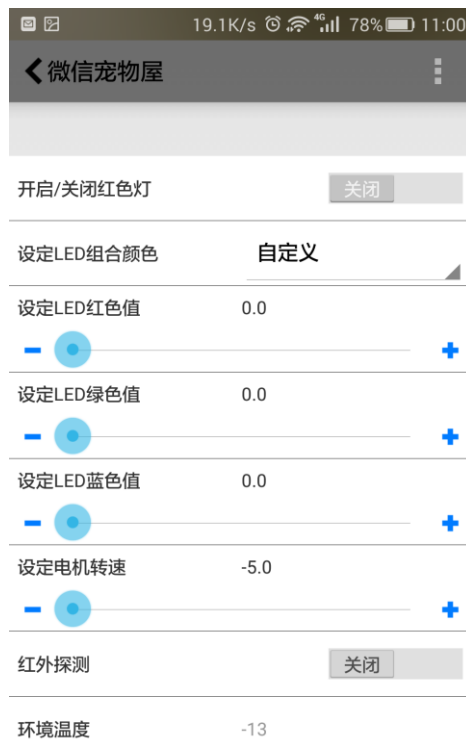 19.1K/s 4G 78% 11:00
微信宠物屋
开启/关闭红色灯 关闭
设定LED组合颜色 自定义
设定LED红色值 0.0
设定LED绿色值 0.0
设定LED蓝色值 0.0
设定电机转速 -5.0
红外探测 关闭
环境温度 -13